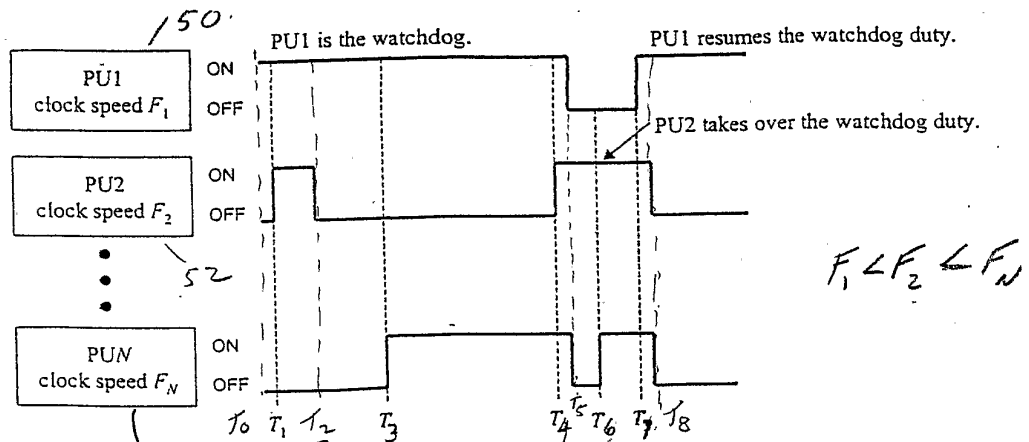 150.
PU1 is the watchdog.
PU1 resumes the watchdog duty.
PU1
clock speed F₁
ON
OFF
PU2 takes over the watchdog duty.
PU2
clock speed F₂
ON
OFF
52
F₁ < F₂ < F_N
PUN
clock speed F_N
ON
OFF
T₀ T₁ T₂ T₃ T₄ T₅ T₆ T₇ T₈